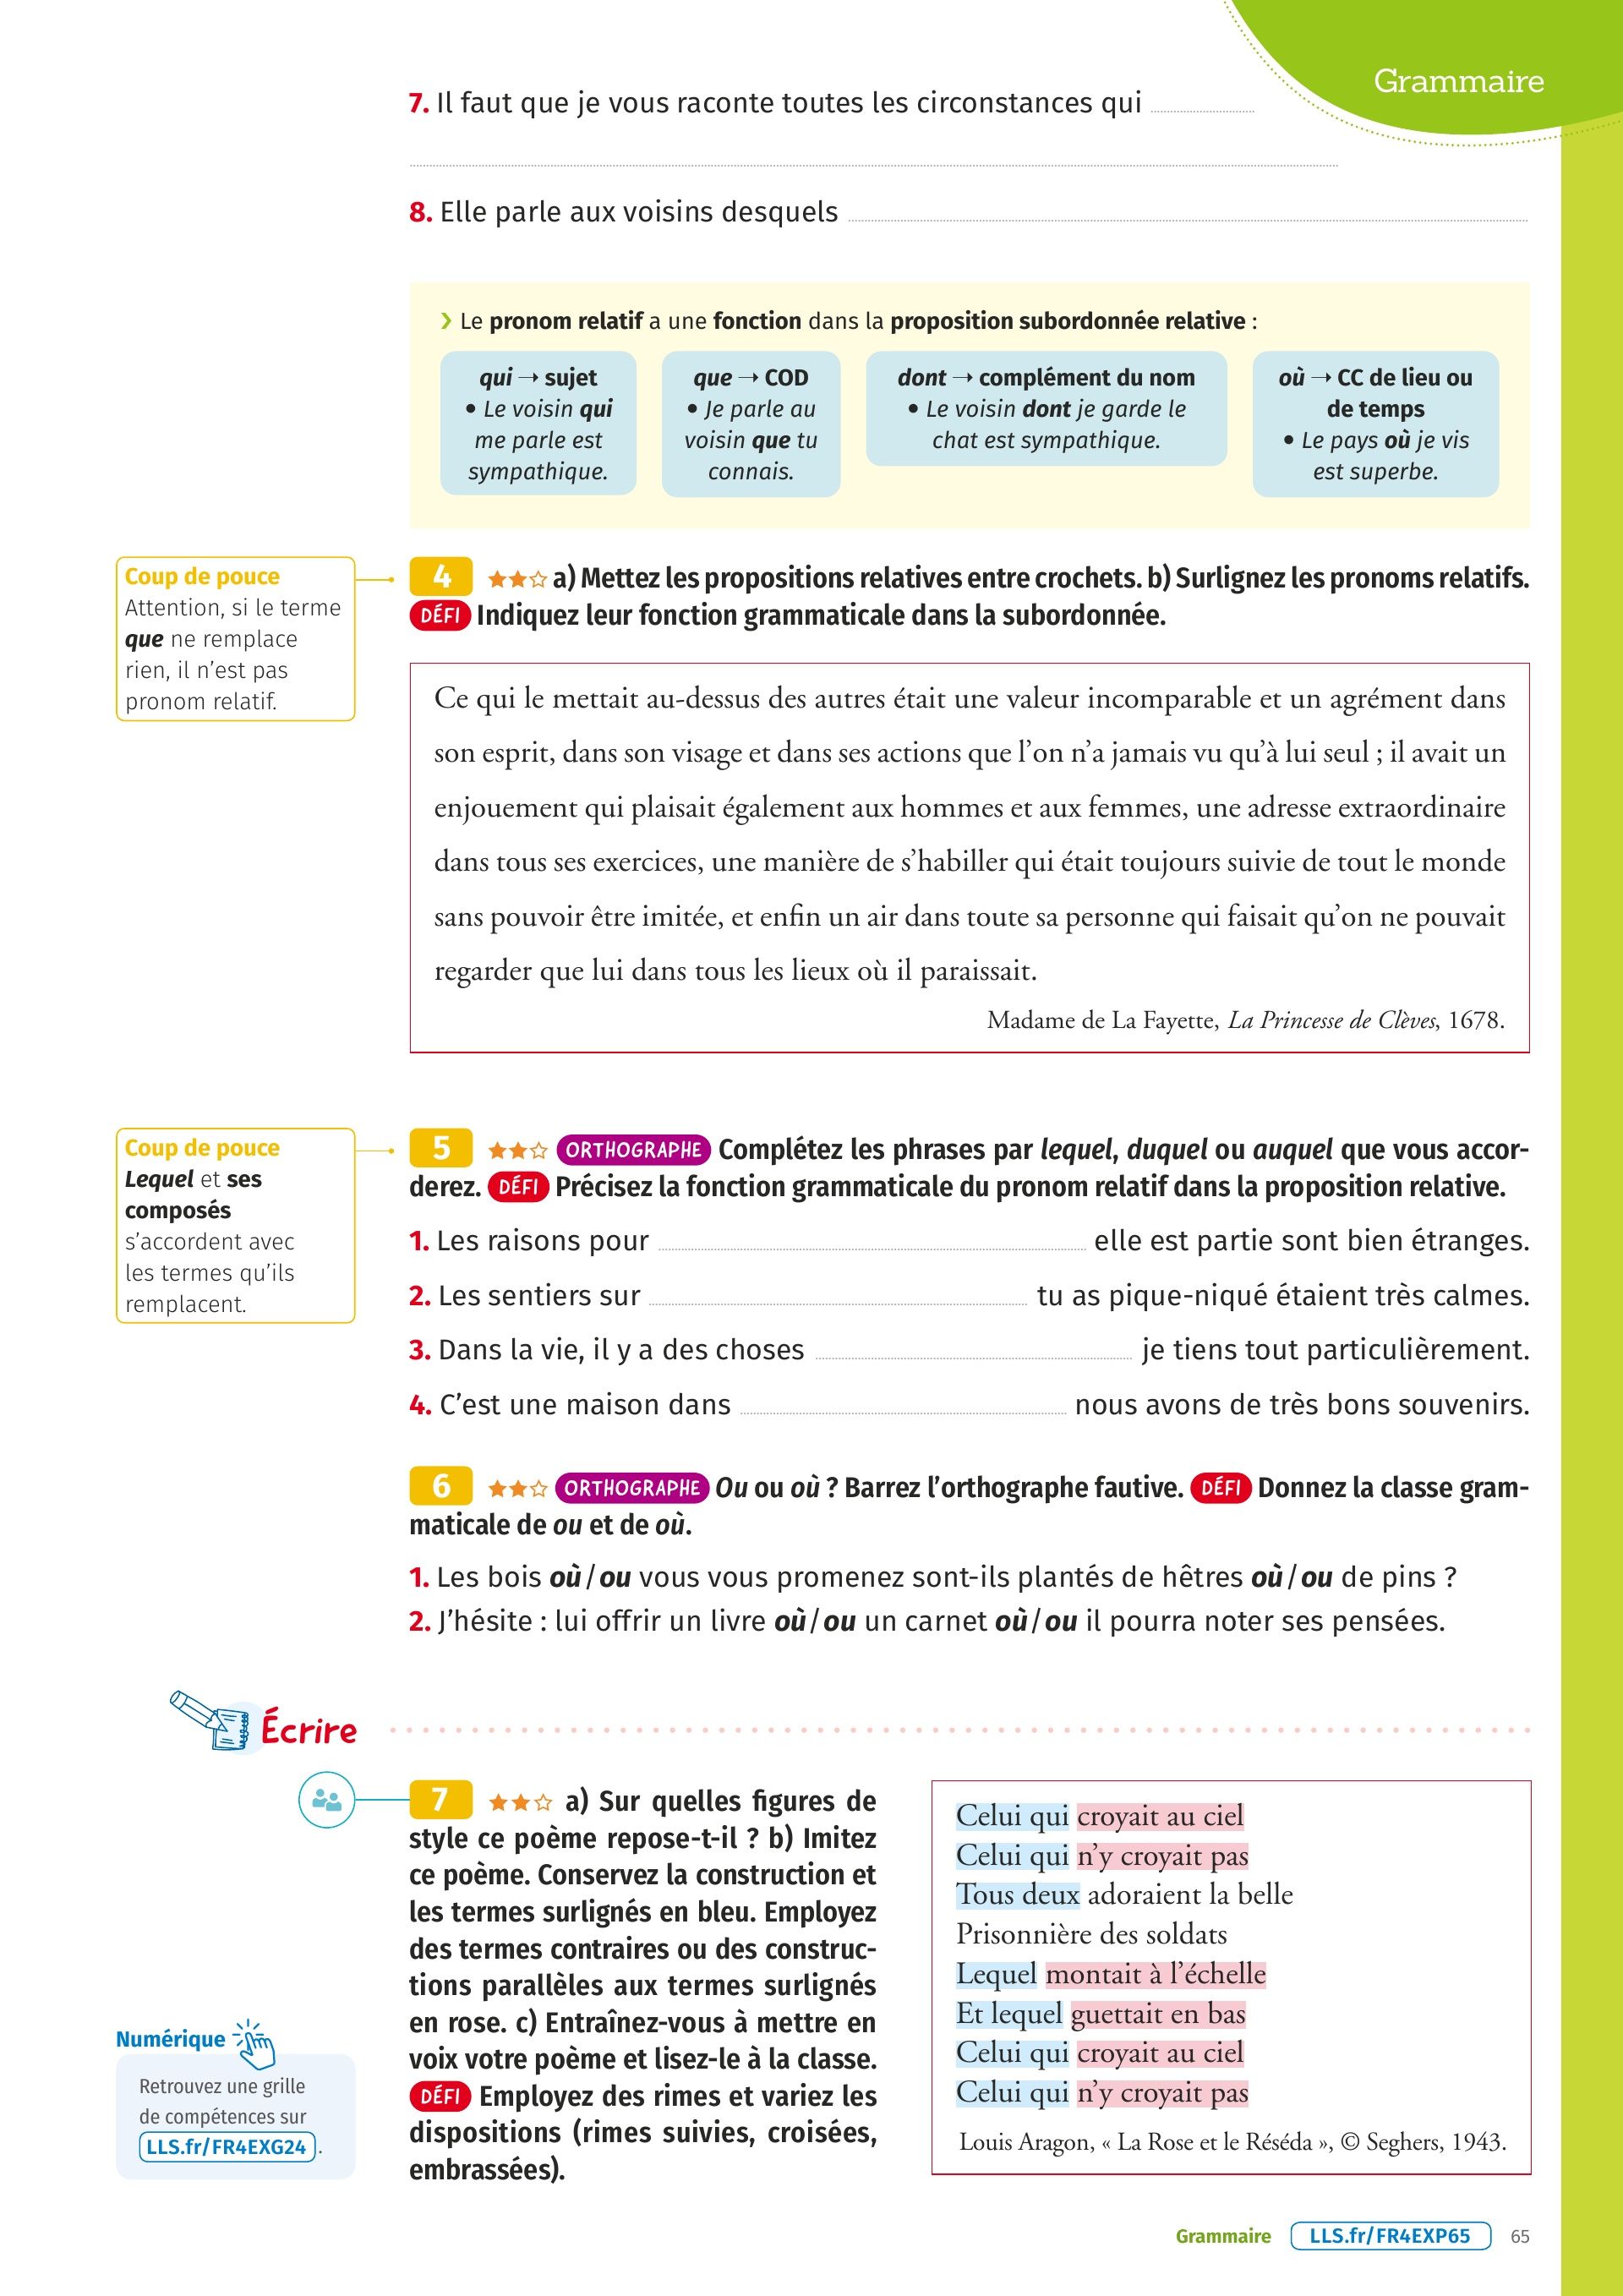 Grammaire
7. Il faut que je vous raconte toutes les circonstances qui
8. Elle parle aux voisins desquels
› Le pronom relatif a une fonction dans la proposition subordonnée relative :
qui → sujet
• Le voisin qui
me parle est
sympathique.
que → COD
• Je parle au
voisin que tu
connais.
dont → complément du nom
• Le voisin dont je garde le
chat est sympathique.
où → CC de lieu ou
de temps
• Le pays où je vis
est superbe.
Coup de pouce
Attention, si le terme
que ne remplace
rien, il n’est pas
pronom relatif.
4 ★★☆ a) Mettez les propositions relatives entre crochets. b) Surlignez les pronoms relatifs.
DÉFI Indiquez leur fonction grammaticale dans la subordonnée.
Ce qui le mettait au-dessus des autres était une valeur incomparable et un agrément dans
son esprit, dans son visage et dans ses actions que l’on n’a jamais vu qu’à lui seul ; il avait un
enjouement qui plaisait également aux hommes et aux femmes, une adresse extraordinaire
dans tous ses exercices, une manière de s’habiller qui était toujours suivie de tout le monde
sans pouvoir être imitée, et enfin un air dans toute sa personne qui faisait qu’on ne pouvait
regarder que lui dans tous les lieux où il paraissait.
Madame de La Fayette, La Princesse de Clèves, 1678.
Coup de pouce
Lequel et ses
composés
s’accordent avec
les termes qu’ils
remplacent.
5 ★★☆ ORTHOGRAPHE Complétez les phrases par lequel, duquel ou auquel que vous accor-
derez. DÉFI Précisez la fonction grammaticale du pronom relatif dans la proposition relative.
1. Les raisons pour elle est partie sont bien étranges.
2. Les sentiers sur tu as pique-niqué étaient très calmes.
3. Dans la vie, il y a des choses je tiens tout particulièrement.
4. C’est une maison dans nous avons de très bons souvenirs.
6 ★★☆ ORTHOGRAPHE Ou ou où ? Barrez l’orthographe fautive. DÉFI Donnez la classe gram-
maticale de ou et de où.
1. Les bois où / ou vous vous promenez sont-ils plantés de hêtres où / ou de pins ?
2. J’hésite : lui offrir un livre où / ou un carnet où / ou il pourra noter ses pensées.
Écrire
7 ★★☆ a) Sur quelles figures de
style ce poème repose-t-il ? b) Imitez
ce poème. Conservez la construction et
les termes surlignés en bleu. Employez
des termes contraires ou des construc-
tions parallèles aux termes surlignés
en rose. c) Entraînez-vous à mettre en
voix votre poème et lisez-le à la classe.
DÉFI Employez des rimes et variez les
dispositions (rimes suivies, croisées,
embrassées).
Numérique
Retrouvez une grille
de compétences sur
LLS.fr/FR4EXG24.
Celui qui croyait au ciel
Celui qui n’y croyait pas
Tous deux adoraient la belle
Prisonnière des soldats
Lequel montait à l’échelle
Et lequel guettait en bas
Celui qui croyait au ciel
Celui qui n’y croyait pas
Louis Aragon, « La Rose et le Réséda », © Seghers, 1943.
Grammaire LLS.fr/FR4EXP65 65